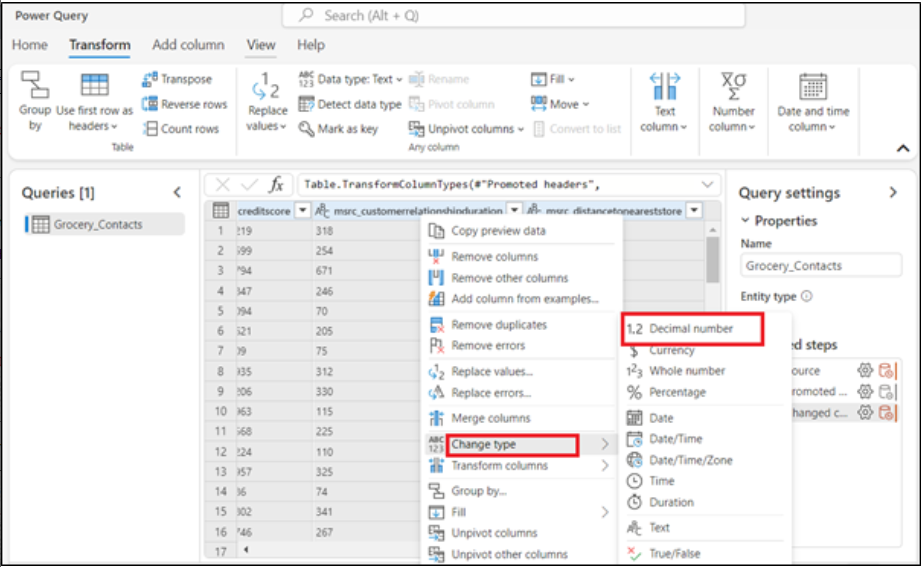 Power Query
Search (Alt + Q)
Home Transform Add column View Help
Group by
Use first row as headers
Transpose
Reverse rows
Count rows
Table
Replace values
Data type: Text
Detect data type
Mark as key
Rename
Pivot column
Unpivot columns
Any column
Fill
Move
Convert to list
Text column
Number column
Date and time column
Queries [1]
Grocery_Contacts
fx Table.TransformColumnTypes(#"Promoted headers",
creditscore msrc_customerrelationshipduration msrc_distancetoneareststore
1 219 318
2 599 254
3 794 671
4 347 246
5 094 70
6 521 205
7 09 75
8 935 312
9 206 330
10 963 115
11 568 225
12 224 110
13 957 325
14 36 74
15 302 341
16 746 267
17
Copy preview data
Remove columns
Remove other columns
Add column from examples...
Remove duplicates
Remove errors
Replace values...
Replace errors...
Merge columns
Change type
Transform columns
Group by...
Fill
Unpivot columns
Unpivot other columns
1.2 Decimal number
$ Currency
123 Whole number
% Percentage
Date
Date/Time
Date/Time/Zone
Time
Duration
Text
True/False
Query settings
Properties
Name
Grocery_Contacts
Entity type
ed steps
ource
romoted ...
hanged c...